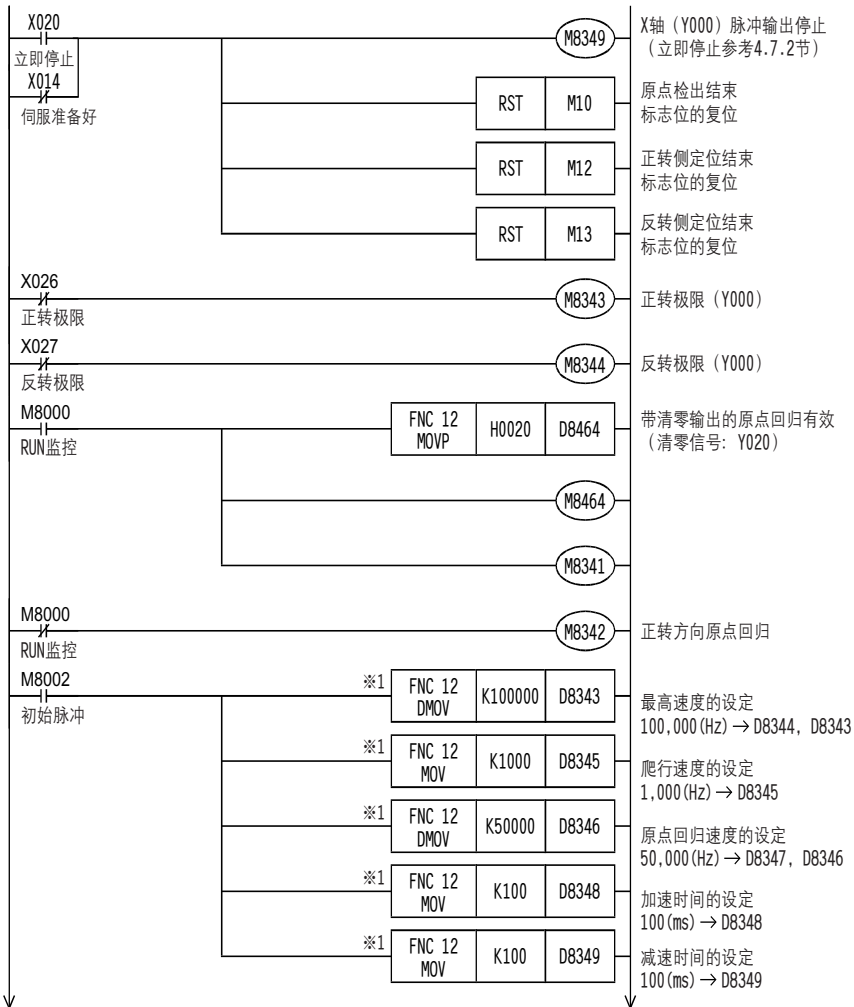 X020
立即停止
X014
伺服准备好
M8349
X轴（Y000）脉冲输出停止
（立即停止参考4.7.2节）
RST M10
原点检出结束
标志位的复位
RST M12
正转侧定位结束
标志位的复位
RST M13
反转侧定位结束
标志位的复位
X026
正转极限
M8343
正转极限（Y000）
X027
反转极限
M8344
反转极限（Y000）
M8000
RUN监控
FNC 12
MOVP
H0020 D8464
带清零输出的原点回归有效
（清零信号: Y020）
M8464
M8341
M8000
RUN监控
M8342
正转方向原点回归
M8002
初始脉冲
※1
FNC 12
DMOV
K100000 D8343
最高速度的设定
100,000(Hz)→D8344, D8343
※1
FNC 12
MOV
K1000 D8345
爬行速度的设定
1,000(Hz)→D8345
※1
FNC 12
DMOV
K50000 D8346
原点回归速度的设定
50,000(Hz)→D8347, D8346
※1
FNC 12
MOV
K100 D8348
加速时间的设定
100(ms)→D8348
※1
FNC 12
MOV
K100 D8349
减速时间的设定
100(ms)→D8349